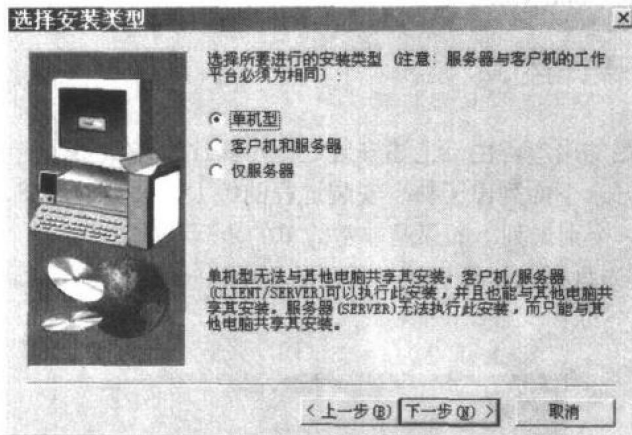 选择安装类型
选择所要进行的安装类型（注意：服务器与客户机的工作
平台必须为相同）：
单机型
客户机和服务器
仅服务器
单机型无法与其他电脑共享其安装。客户机/服务器
(CLIENT/SERVER)可以执行此安装，并且也能与其他电脑共
享其安装。服务器(SERVER)无法执行此安装，而只能与其
他电脑共享其安装。
<上一步(B) 下一步(N)> 取消